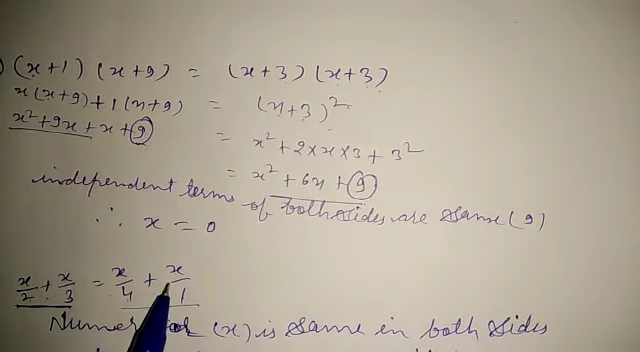 ) (x+1) (x+9) = (x+3) (x+3)
x(x+9)+1(x+9) = (x+3)²
x²+9x+x+9 = x²+2×x×3+3²
= x²+6x+9
independent terms of both sides are same (9)
∴ x = 0
x/2 + x/3 = x/4 + x/1
(x) is same in both sides